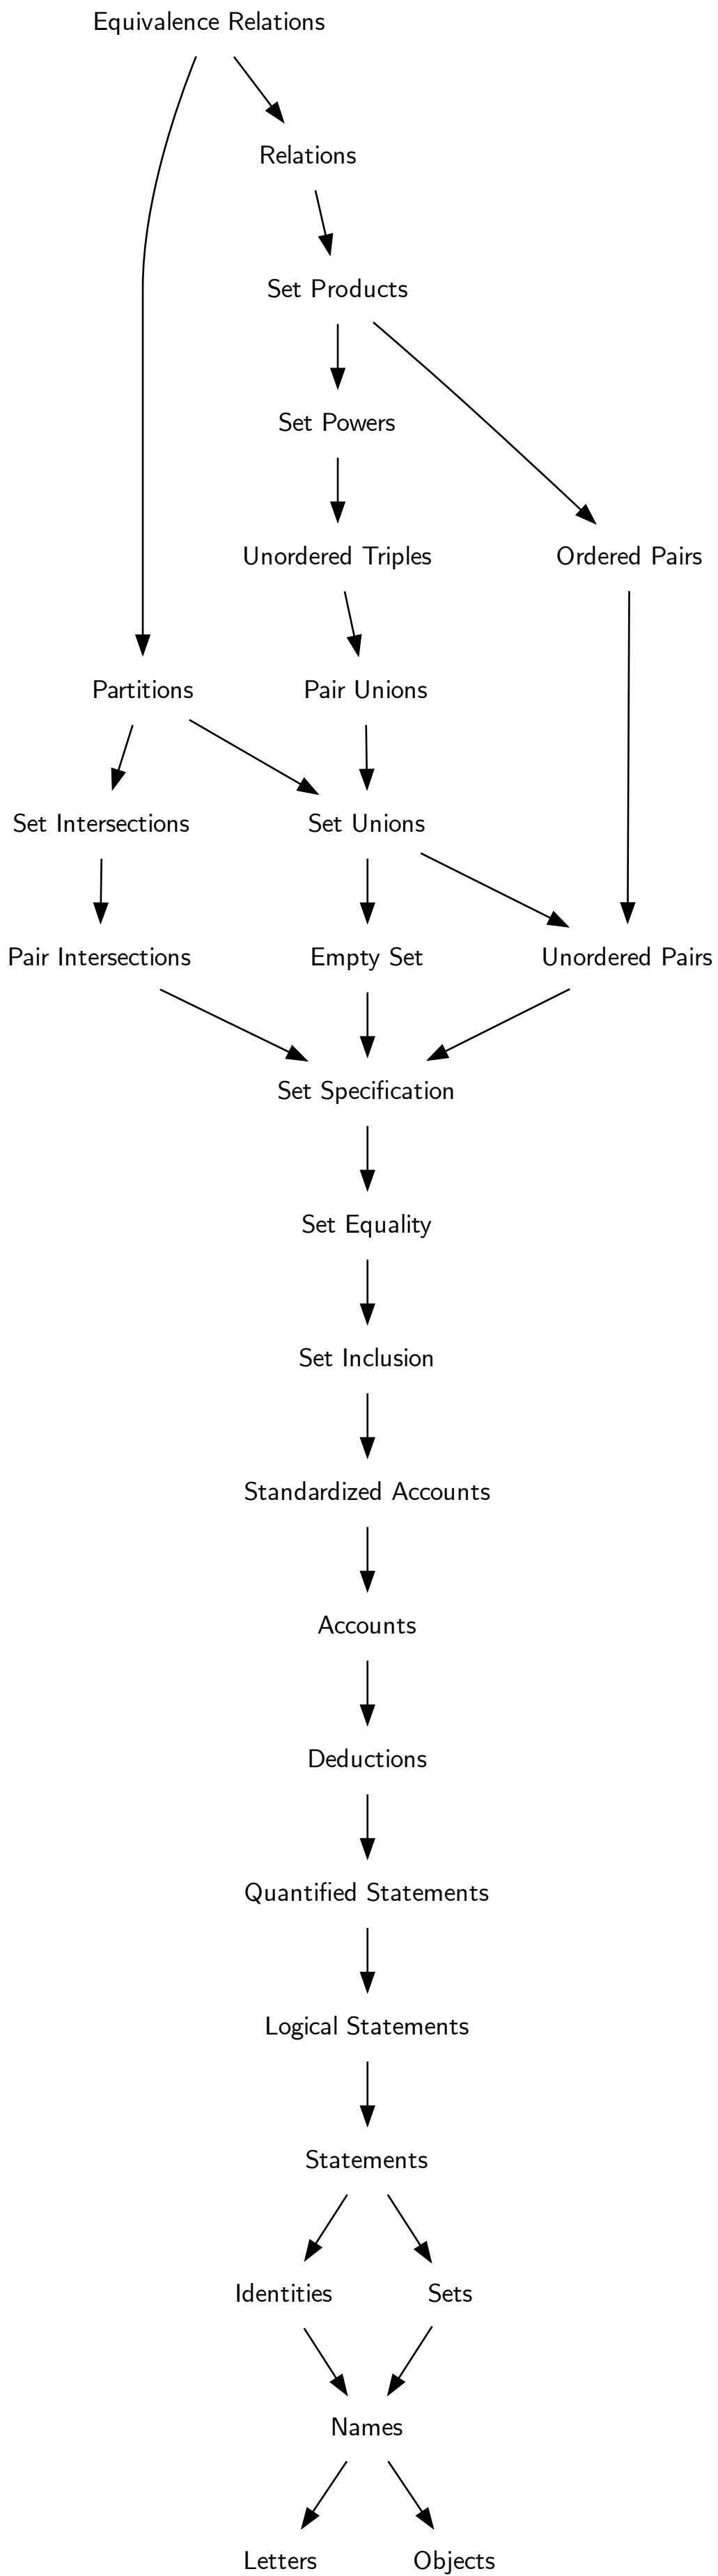 Equivalence Relations
Relations
Set Products
Set Powers
Unordered Triples
Ordered Pairs
Partitions
Pair Unions
Set Intersections
Set Unions
Pair Intersections
Empty Set
Unordered Pairs
Set Specification
Set Equality
Set Inclusion
Standardized Accounts
Accounts
Deductions
Quantified Statements
Logical Statements
Statements
Identities
Sets
Names
Letters
Objects